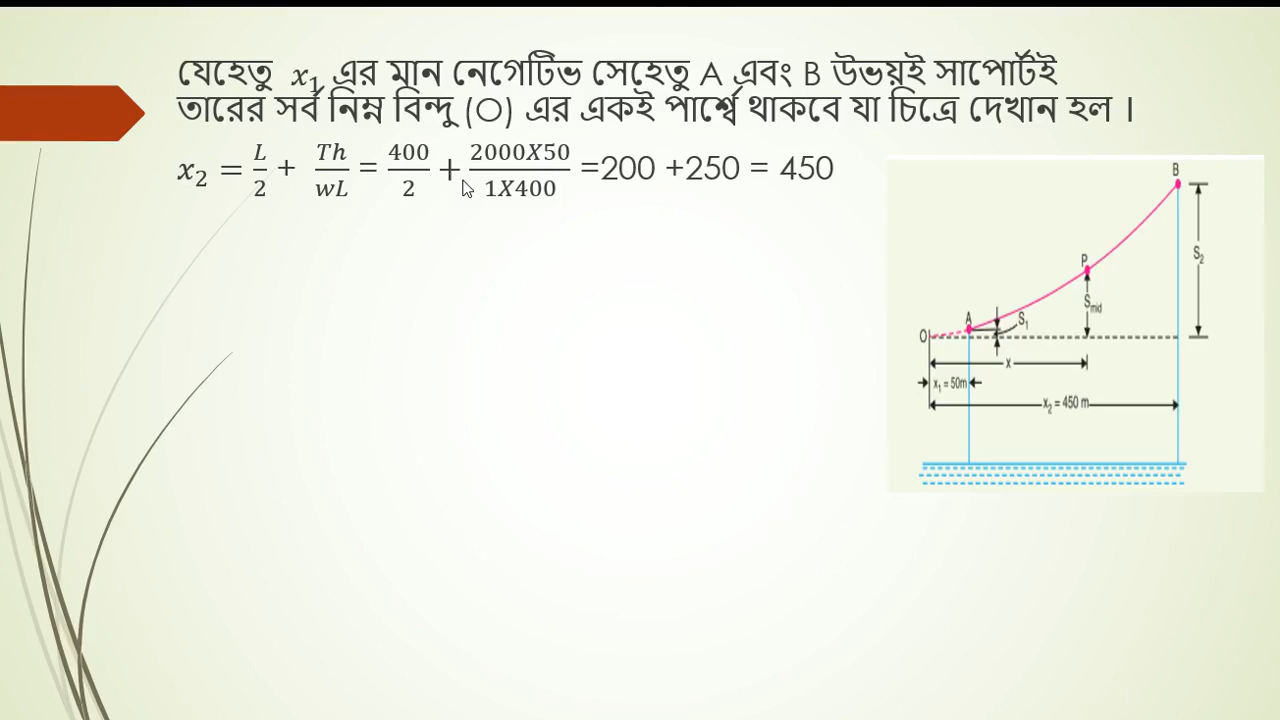 যেহেতু x₁ এর মান নেগেটিভ সেহেতু A এবং B উভয়ই সাপোর্টই
তারের সর্ব নিম্ন বিন্দু (O) এর একই পার্শ্বে থাকবে যা চিত্রে দেখান হল ।
x₂ = L/2 + Th/wL = 400/2 + 2000X50/1X400 =200 +250 = 450
B
S₂
P
S_mid
A
S₁
O
x
x₁ = 50m
x₂ = 450 m